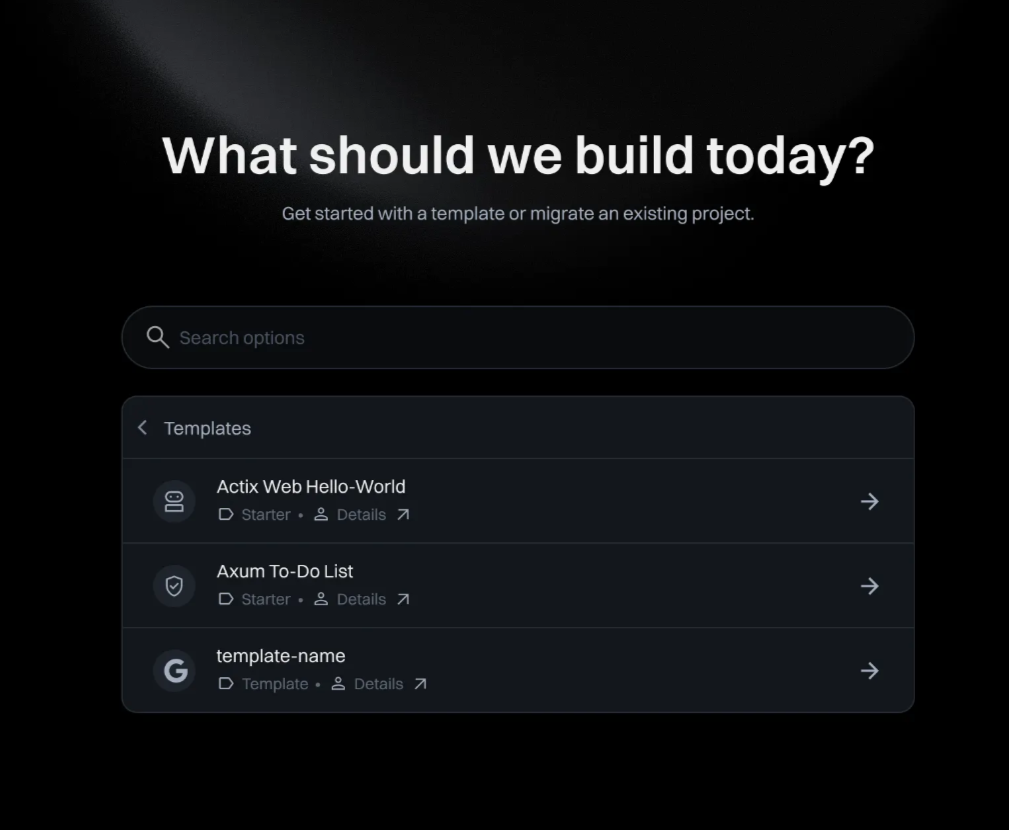 What should we build today?
Get started with a template or migrate an existing project.
Search options
Templates
Actix Web Hello-World
Starter • Details
Axum To-Do List
Starter • Details
template-name
Template • Details